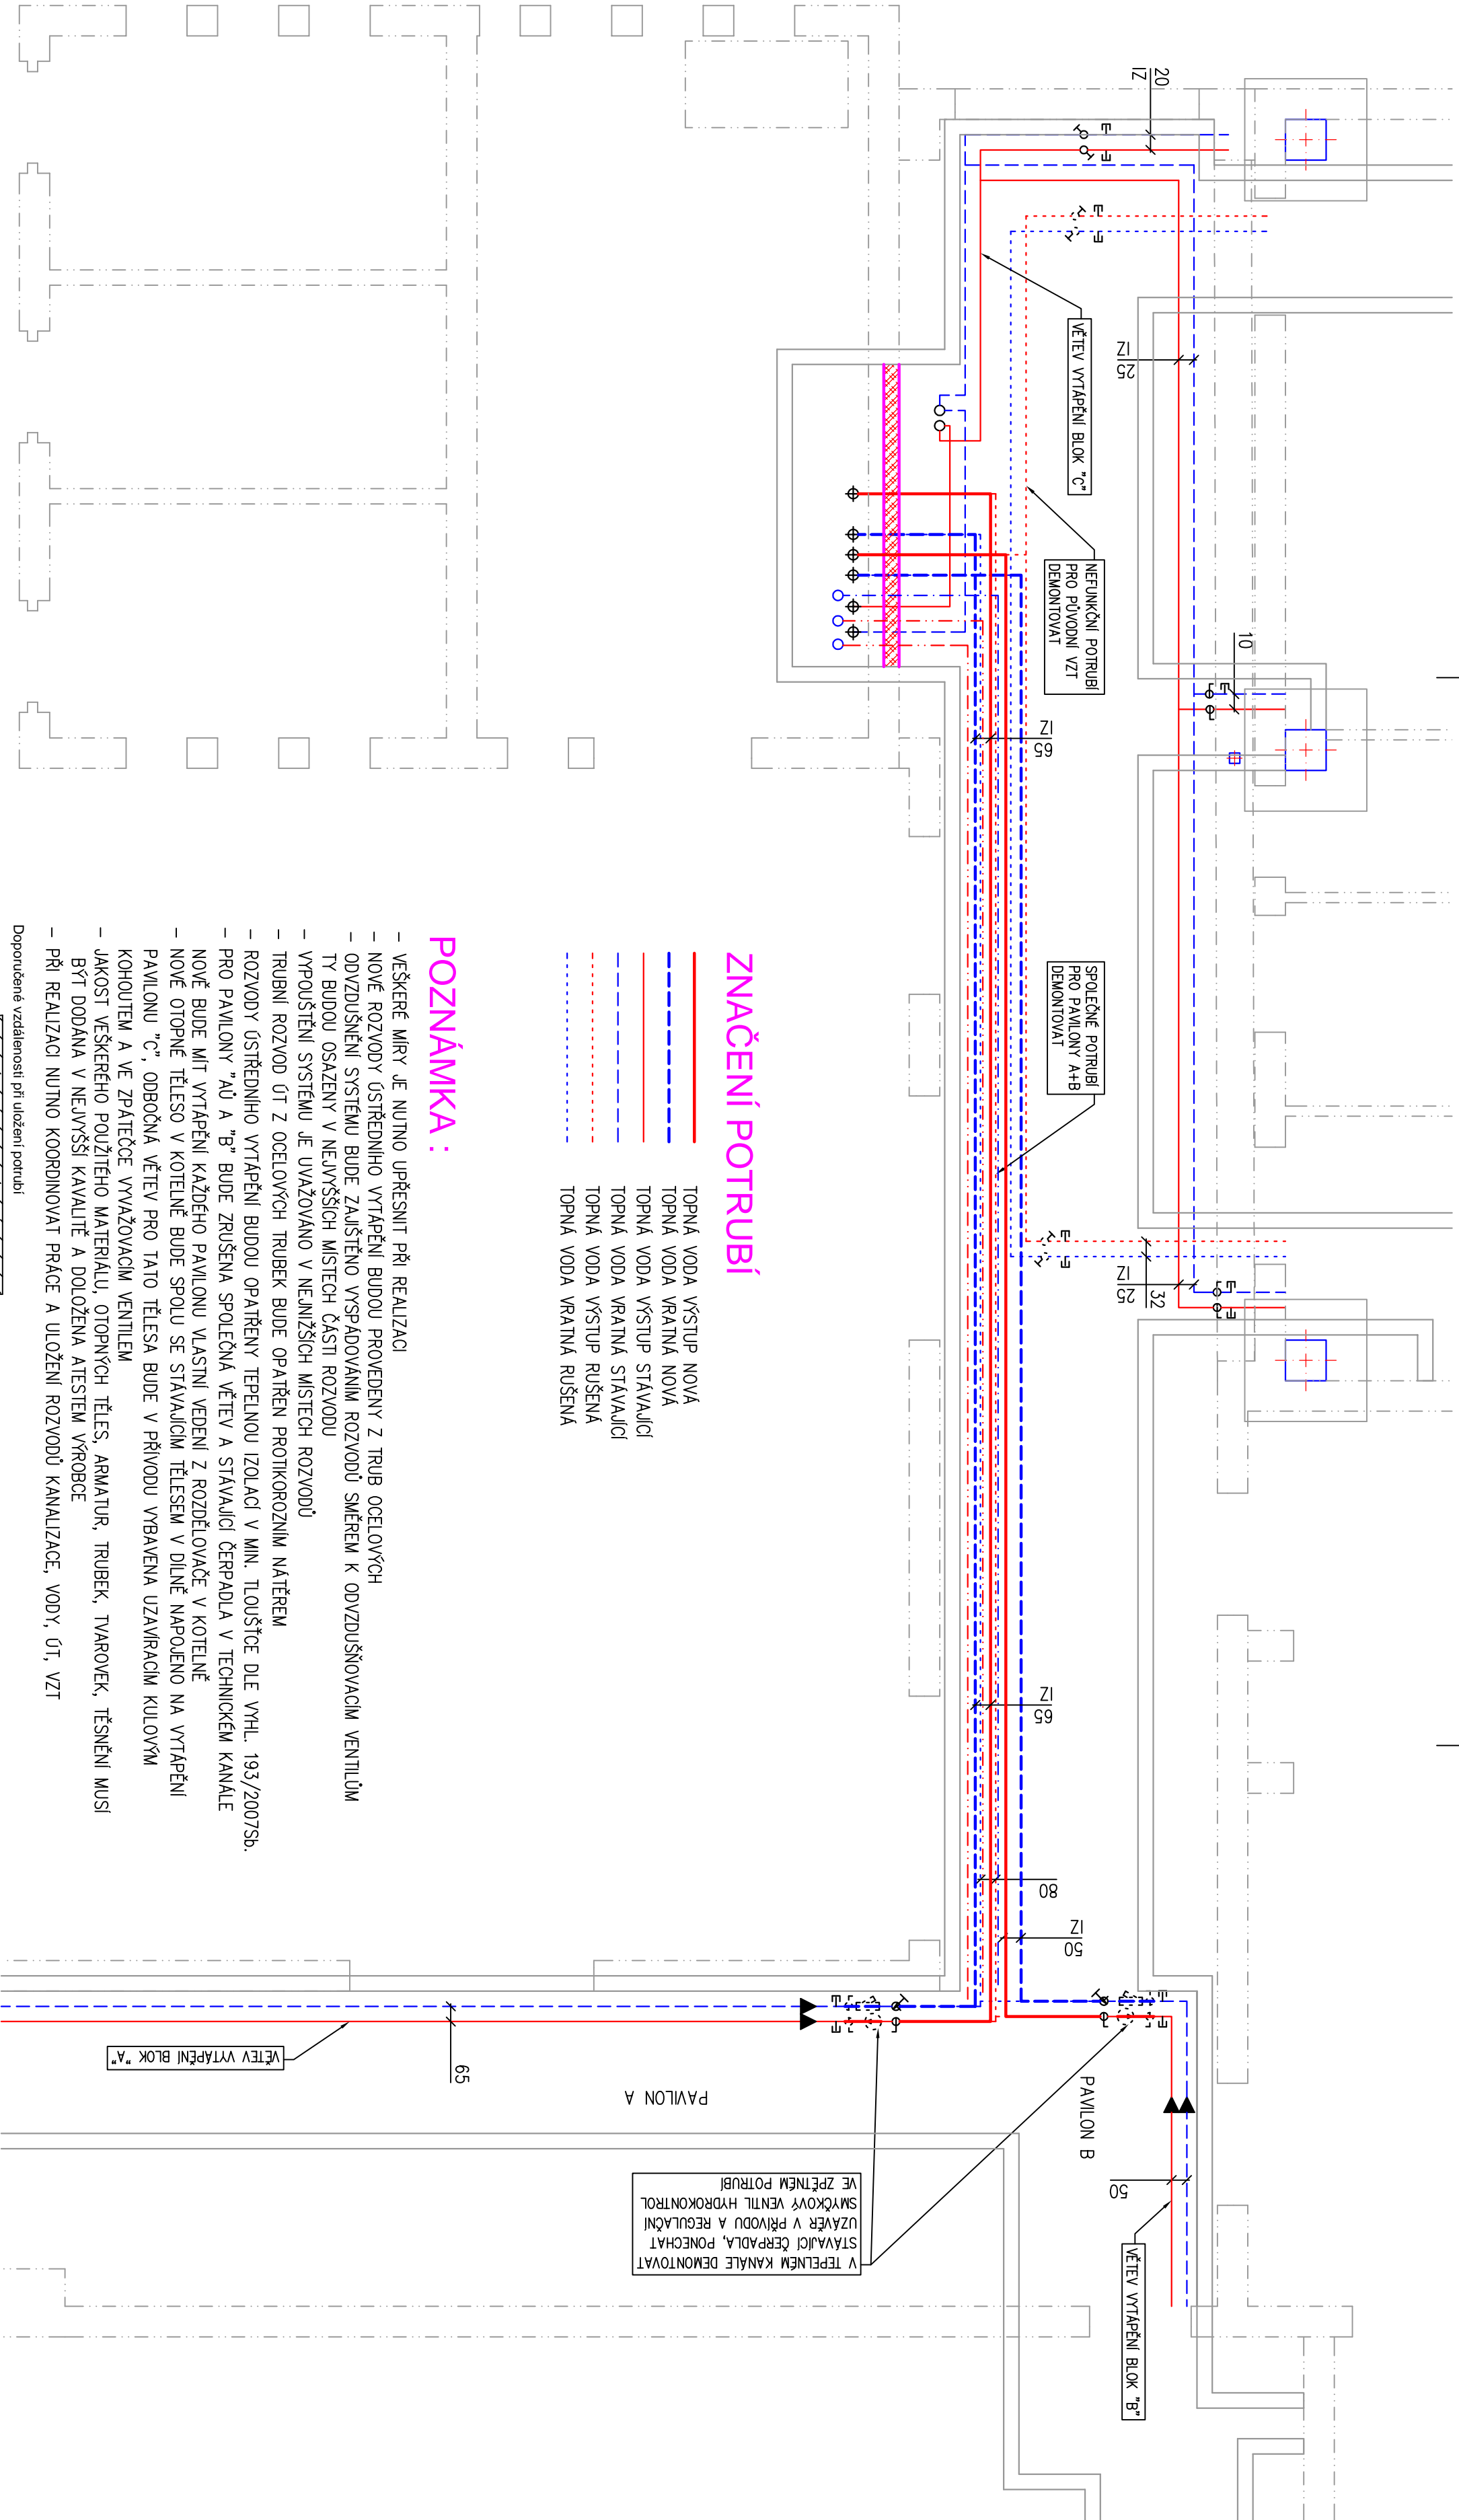 20
IZ
VĚTEV VYTÁPĚNÍ BLOK "C"
IZ
25
NEFUNKČNÍ POTRUBÍ
PRO PŮVODNÍ VZT
DEMONTOVAT
10
IZ
65
SPOLEČNÉ POTRUBÍ
PRO PAVILONY A+B
DEMONTOVAT
IZ
25
32
ZNAČENÍ POTRUBÍ
TOPNÁ VODA VÝSTUP NOVÁ
TOPNÁ VODA VRATNÁ NOVÁ
TOPNÁ VODA VÝSTUP STÁVAJÍCÍ
TOPNÁ VODA VRATNÁ STÁVAJÍCÍ
TOPNÁ VODA VÝSTUP RUŠENÁ
TOPNÁ VODA VRATNÁ RUŠENÁ
POZNÁMKA :
- VEŠKERÉ MÍRY JE NUTNO UPŘESNIT PŘI REALIZACI
- NOVÉ ROZVODY ÚSTŘEDNÍHO VYTÁPĚNÍ BUDOU PROVEDENY Z TRUB OCELOVÝCH
- ODVZDUŠNĚNÍ SYSTÉMU BUDE ZAJIŠTĚNO VYSPÁDOVÁNÍM ROZVODŮ SMĚREM K ODVZDUŠŇOVACÍM VENTILŮM
TY BUDOU OSAZENY V NEJVYŠŠÍCH MÍSTECH ČÁSTI ROZVODU
- VYPOUŠTĚNÍ SYSTÉMU JE UVAŽOVÁNO V NEJNIŽŠÍCH MÍSTECH ROZVODŮ
- TRUBNÍ ROZVOD ÚT Z OCELOVÝCH TRUBEK BUDE OPATŘEN PROTIKOROZNÍM NÁTĚREM
- ROZVODY ÚSTŘEDNÍHO VYTÁPĚNÍ BUDOU OPATŘENY TEPELNOU IZOLACÍ V MIN. TLOUŠŤCE DLE VYHL. 193/2007Sb.
- PRO PAVILONY "AŮ A "B" BUDE ZRUŠENA SPOLEČNÁ VĚTEV A STÁVAJÍCÍ ČERPADLA V TECHNICKÉM KANÁLE
NOVĚ BUDE MÍT VYTÁPĚNÍ KAŽDÉHO PAVILONU VLASTNÍ VEDENÍ Z ROZDĚLOVAČE V KOTELNĚ
- NOVÉ OTOPNÉ TĚLESO V KOTELNĚ BUDE SPOLU SE STÁVAJÍCÍM TĚLESEM V DÍLNĚ NAPOJENO NA VYTÁPĚNÍ
PAVILONU "C", ODBOČNÁ VĚTEV PRO TATO TĚLESA BUDE V PŘÍVODU VYBAVENA UZAVÍRACÍM KULOVÝM
KOHOUTEM A VE ZPÁTEČCE VYVAŽOVACÍM VENTILEM
- JAKOST VEŠKERÉHO POUŽITÉHO MATERIÁLU, OTOPNÝCH TĚLES, ARMATUR, TRUBEK, TVAROVEK, TĚSNĚNÍ MUSÍ
BÝT DODÁNA V NEJVYŠŠÍ KAVALITĚ A DOLOŽENA ATESTEM VÝROBCE
- PŘI REALIZACI NUTNO KOORDINOVAT PRÁCE A ULOŽENÍ ROZVODŮ KANALIZACE, VODY, ÚT, VZT
Doporučené vzdálenosti při uložení potrubí
IZ
65
80
IZ
50
VĚTEV VYTÁPĚNÍ BLOK "A"
65
PAVILON A
PAVILON B
50
V TEPELNÉM KANÁLE DEMONTOVAT
STÁVAJÍCÍ ČERPADLA, PONECHAT
UZÁVĚR V PŘÍVODU A REGULAČNÍ
SMYČKOVÝ VENTIL HYDROKONTROL
VE ZPĚTNÉM POTRUBÍ
VĚTEV VYTÁPĚNÍ BLOK "B"